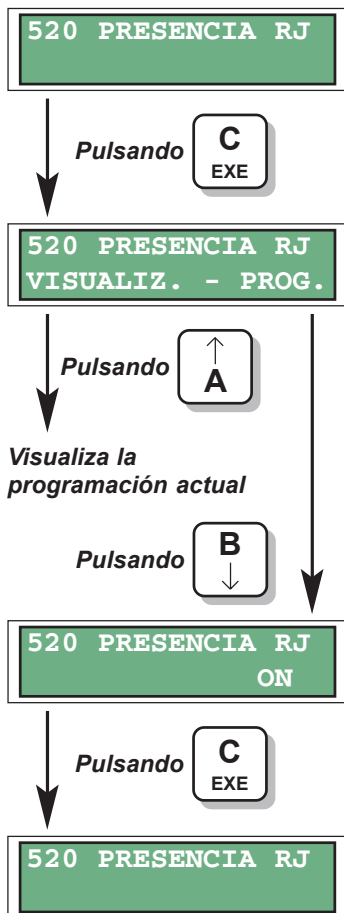 520 PRESENCIA RJ
Pulsando C
EXE
520 PRESENCIA RJ
VISUALIZ. - PROG.
Pulsando ↑
A
Visualiza la
programación actual
Pulsando B
↓
520 PRESENCIA RJ
ON
Pulsando C
EXE
520 PRESENCIA RJ